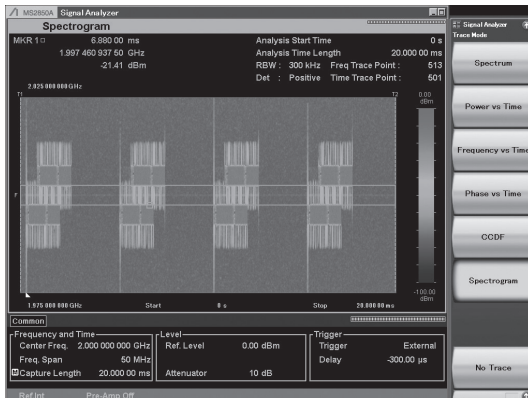 MS2850A Signal Analyzer
Spectrogram
MKR 1 6.880 00 ms
1.997 460 937 50 GHz
-21.41 dBm
Analysis Start Time 0 s
Analysis Time Length 20.000 00 ms
RBW : 300 kHz Freq Trace Point : 513
Det : Positive Time Trace Point : 501
2.025 000 000 GHz
T1 T2
0.00
dBm
F
-100.00
dBm
1.975 000 000 GHz Start 0 s Stop 20.000 00 ms
Common
Frequency and Time
Center Freq. 2.000 000 000 GHz
Freq. Span 50 MHz
M Capture Length 20.000 00 ms
Level
Ref. Level 0.00 dBm
Attenuator 10 dB
Trigger
Trigger External
Delay -300.00 µs
Ref.Int Pre-Amp Off
Signal Analyzer
Trace Mode
Spectrum
Power vs Time
Frequency vs Time
Phase vs Time
CCDF
Spectrogram
No Trace